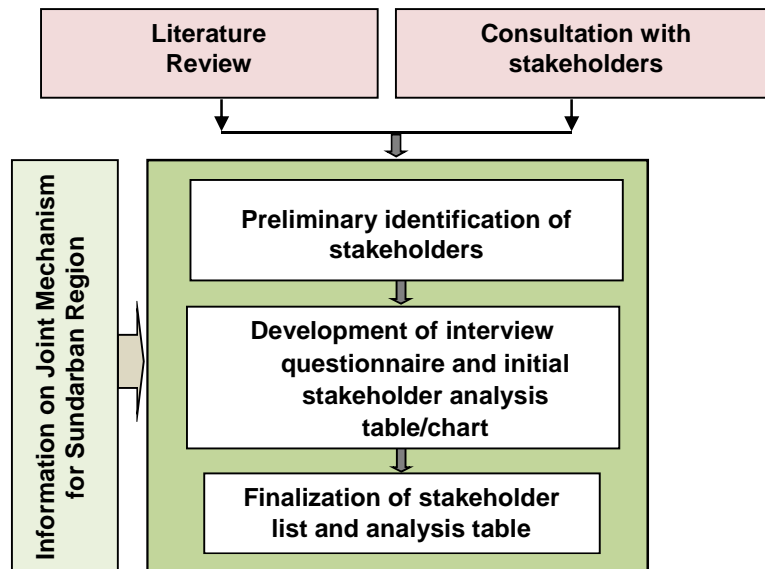 Literature
Review
Consultation with
stakeholders
Information on Joint Mechanism
for Sundarban Region
Preliminary identification of
stakeholders
Development of interview
questionnaire and initial
stakeholder analysis
table/chart
Finalization of stakeholder
list and analysis table